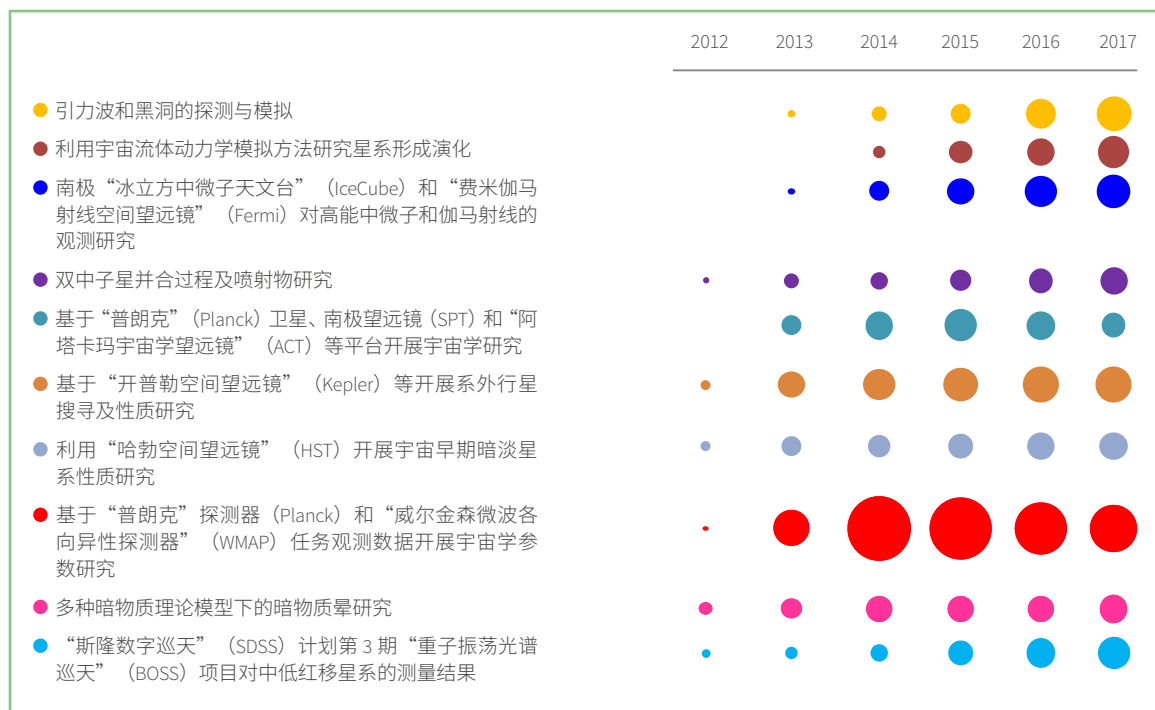 2012 2013 2014 2015 2016 2017
引力波和黑洞的探测与模拟
利用宇宙流体动力学模拟方法研究星系形成演化
南极“冰立方中微子天文台”（IceCube）和“费米伽马
射线空间望远镜”（Fermi）对高能中微子和伽马射线的
观测研究
双中子星并合过程及喷射物研究
基于“普朗克”（Planck）卫星、南极望远镜（SPT）和“阿
塔卡玛宇宙学望远镜”（ACT）等平台开展宇宙学研究
基于“开普勒空间望远镜”（Kepler）等开展系外行星
搜寻及性质研究
利用“哈勃空间望远镜”（HST）开展宇宙早期暗淡星
系性质研究
基于“普朗克”探测器（Planck）和“威尔金森微波各
向异性探测器”（WMAP）任务观测数据开展宇宙学参
数研究
多种暗物质理论模型下的暗物质晕研究
“斯隆数字巡天”（SDSS）计划第 3 期“重子振荡光谱
巡天”（BOSS）项目对中低红移星系的测量结果